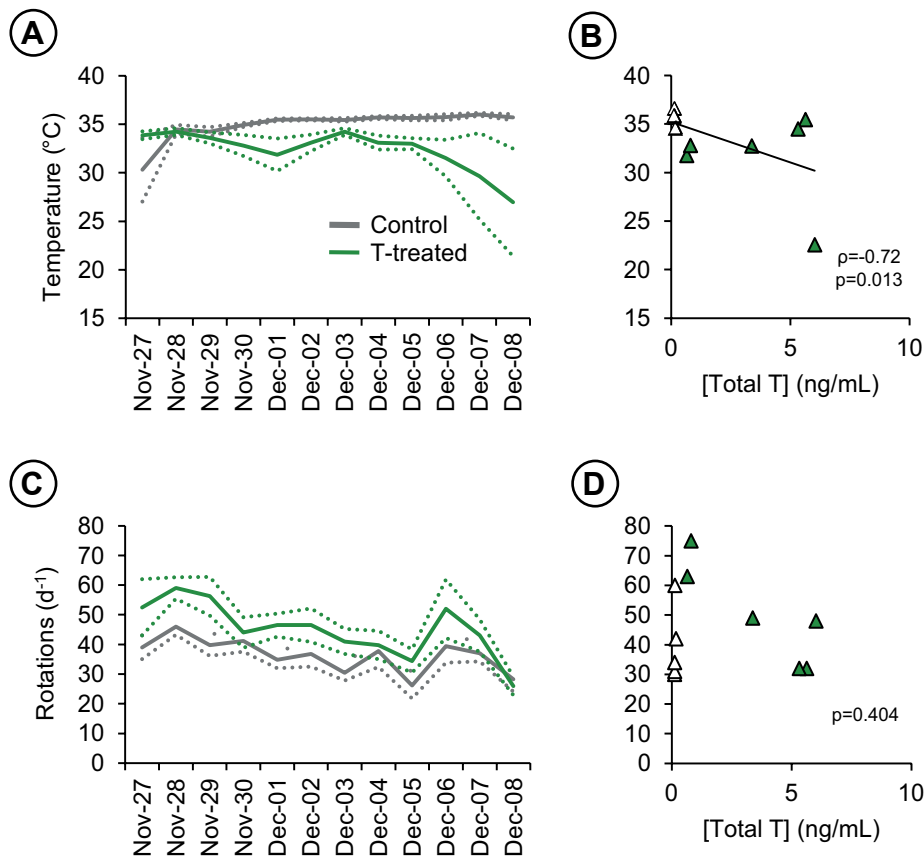 A
B
Temperature (°C)
40
35
30
25
20
15
Control
T-treated
Nov-27
Nov-28
Nov-29
Nov-30
Dec-01
Dec-02
Dec-03
Dec-04
Dec-05
Dec-06
Dec-07
Dec-08
40
35
30
25
20
15
ρ=-0.72
p=0.013
0
5
10
[Total T] (ng/mL)
C
D
Rotations (d⁻¹)
80
70
60
50
40
30
20
10
0
Nov-27
Nov-28
Nov-29
Nov-30
Dec-01
Dec-02
Dec-03
Dec-04
Dec-05
Dec-06
Dec-07
Dec-08
80
70
60
50
40
30
20
10
0
p=0.404
0
5
10
[Total T] (ng/mL)